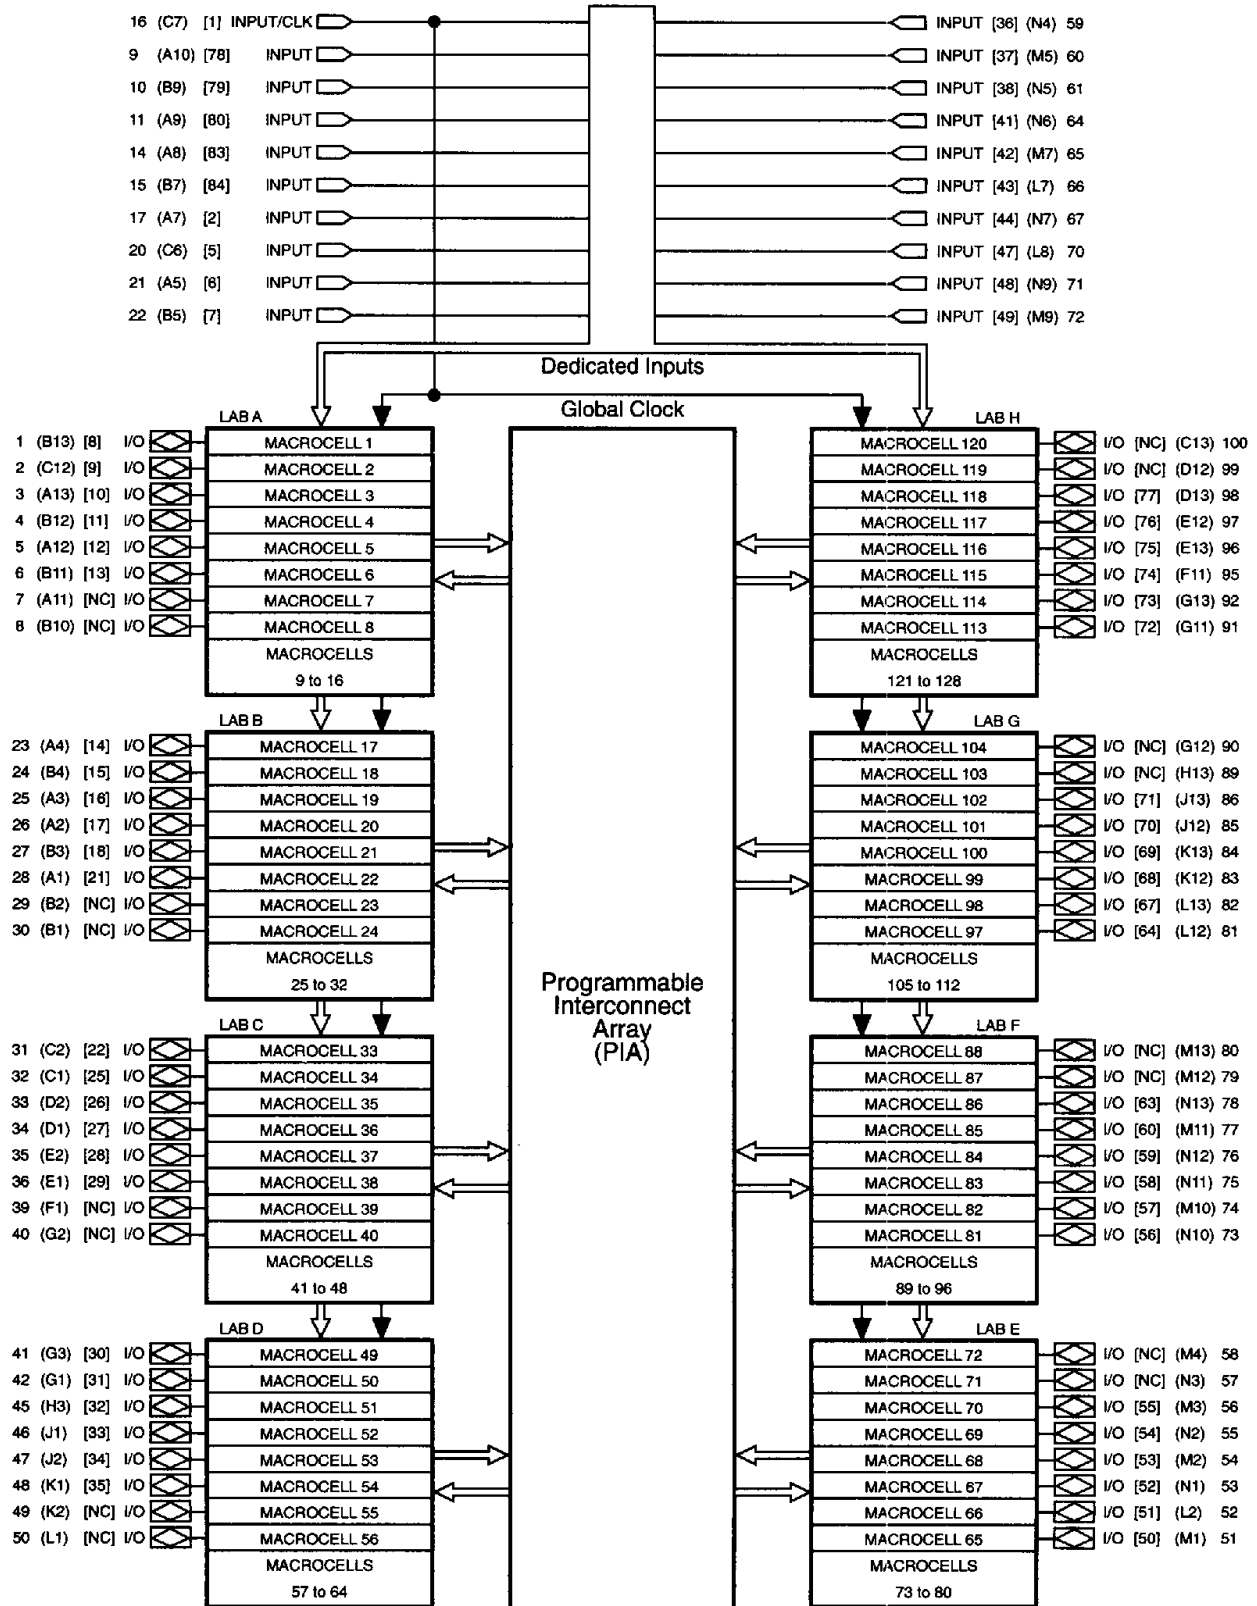 16 (C7) [1] INPUT/CLK
INPUT [36] (N4) 59
9 (A10) [78] INPUT
INPUT [37] (M5) 60
10 (B9) [79] INPUT
INPUT [38] (N5) 61
11 (A9) [80] INPUT
INPUT [41] (N6) 64
14 (A8) [83] INPUT
INPUT [42] (M7) 65
15 (B7) [84] INPUT
INPUT [43] (L7) 66
17 (A7) [2] INPUT
INPUT [44] (N7) 67
20 (C6) [5] INPUT
INPUT [47] (L8) 70
21 (A5) [6] INPUT
INPUT [48] (N9) 71
22 (B5) [7] INPUT
INPUT [49] (M9) 72
Dedicated Inputs
Global Clock
LAB A
1 (B13) [8] I/O MACROCELL 1
2 (C12) [9] I/O MACROCELL 2
3 (A13) [10] I/O MACROCELL 3
4 (B12) [11] I/O MACROCELL 4
5 (A12) [12] I/O MACROCELL 5
6 (B11) [13] I/O MACROCELL 6
7 (A11) [NC] I/O MACROCELL 7
8 (B10) [NC] I/O MACROCELL 8
MACROCELLS
9 to 16
LAB H
MACROCELL 120 I/O [NC] (C13) 100
MACROCELL 119 I/O [NC] (D12) 99
MACROCELL 118 I/O [77] (D13) 98
MACROCELL 117 I/O [76] (E12) 97
MACROCELL 116 I/O [75] (E13) 96
MACROCELL 115 I/O [74] (F11) 95
MACROCELL 114 I/O [73] (G13) 92
MACROCELL 113 I/O [72] (G11) 91
MACROCELLS
121 to 128
LAB B
23 (A4) [14] I/O MACROCELL 17
24 (B4) [15] I/O MACROCELL 18
25 (A3) [16] I/O MACROCELL 19
26 (A2) [17] I/O MACROCELL 20
27 (B3) [18] I/O MACROCELL 21
28 (A1) [21] I/O MACROCELL 22
29 (B2) [NC] I/O MACROCELL 23
30 (B1) [NC] I/O MACROCELL 24
MACROCELLS
25 to 32
LAB G
MACROCELL 104 I/O [NC] (G12) 90
MACROCELL 103 I/O [NC] (H13) 89
MACROCELL 102 I/O [71] (J13) 86
MACROCELL 101 I/O [70] (J12) 85
MACROCELL 100 I/O [69] (K13) 84
MACROCELL 99 I/O [68] (K12) 83
MACROCELL 98 I/O [67] (L13) 82
MACROCELL 97 I/O [64] (L12) 81
MACROCELLS
105 to 112
Programmable
Interconnect
Array
(PIA)
LAB C
31 (C2) [22] I/O MACROCELL 33
32 (C1) [25] I/O MACROCELL 34
33 (D2) [26] I/O MACROCELL 35
34 (D1) [27] I/O MACROCELL 36
35 (E2) [28] I/O MACROCELL 37
36 (E1) [29] I/O MACROCELL 38
39 (F1) [NC] I/O MACROCELL 39
40 (G2) [NC] I/O MACROCELL 40
MACROCELLS
41 to 48
LAB F
MACROCELL 88 I/O [NC] (M13) 80
MACROCELL 87 I/O [NC] (M12) 79
MACROCELL 86 I/O [63] (N13) 78
MACROCELL 85 I/O [60] (M11) 77
MACROCELL 84 I/O [59] (N12) 76
MACROCELL 83 I/O [58] (N11) 75
MACROCELL 82 I/O [57] (M10) 74
MACROCELL 81 I/O [56] (N10) 73
MACROCELLS
89 to 96
LAB D
41 (G3) [30] I/O MACROCELL 49
42 (G1) [31] I/O MACROCELL 50
45 (H3) [32] I/O MACROCELL 51
46 (J1) [33] I/O MACROCELL 52
47 (J2) [34] I/O MACROCELL 53
48 (K1) [35] I/O MACROCELL 54
49 (K2) [NC] I/O MACROCELL 55
50 (L1) [NC] I/O MACROCELL 56
MACROCELLS
57 to 64
LAB E
MACROCELL 72 I/O [NC] (M4) 58
MACROCELL 71 I/O [NC] (N3) 57
MACROCELL 70 I/O [55] (M3) 56
MACROCELL 69 I/O [54] (N2) 55
MACROCELL 68 I/O [53] (M2) 54
MACROCELL 67 I/O [52] (N1) 53
MACROCELL 66 I/O [51] (L2) 52
MACROCELL 65 I/O [50] (M1) 51
MACROCELLS
73 to 80